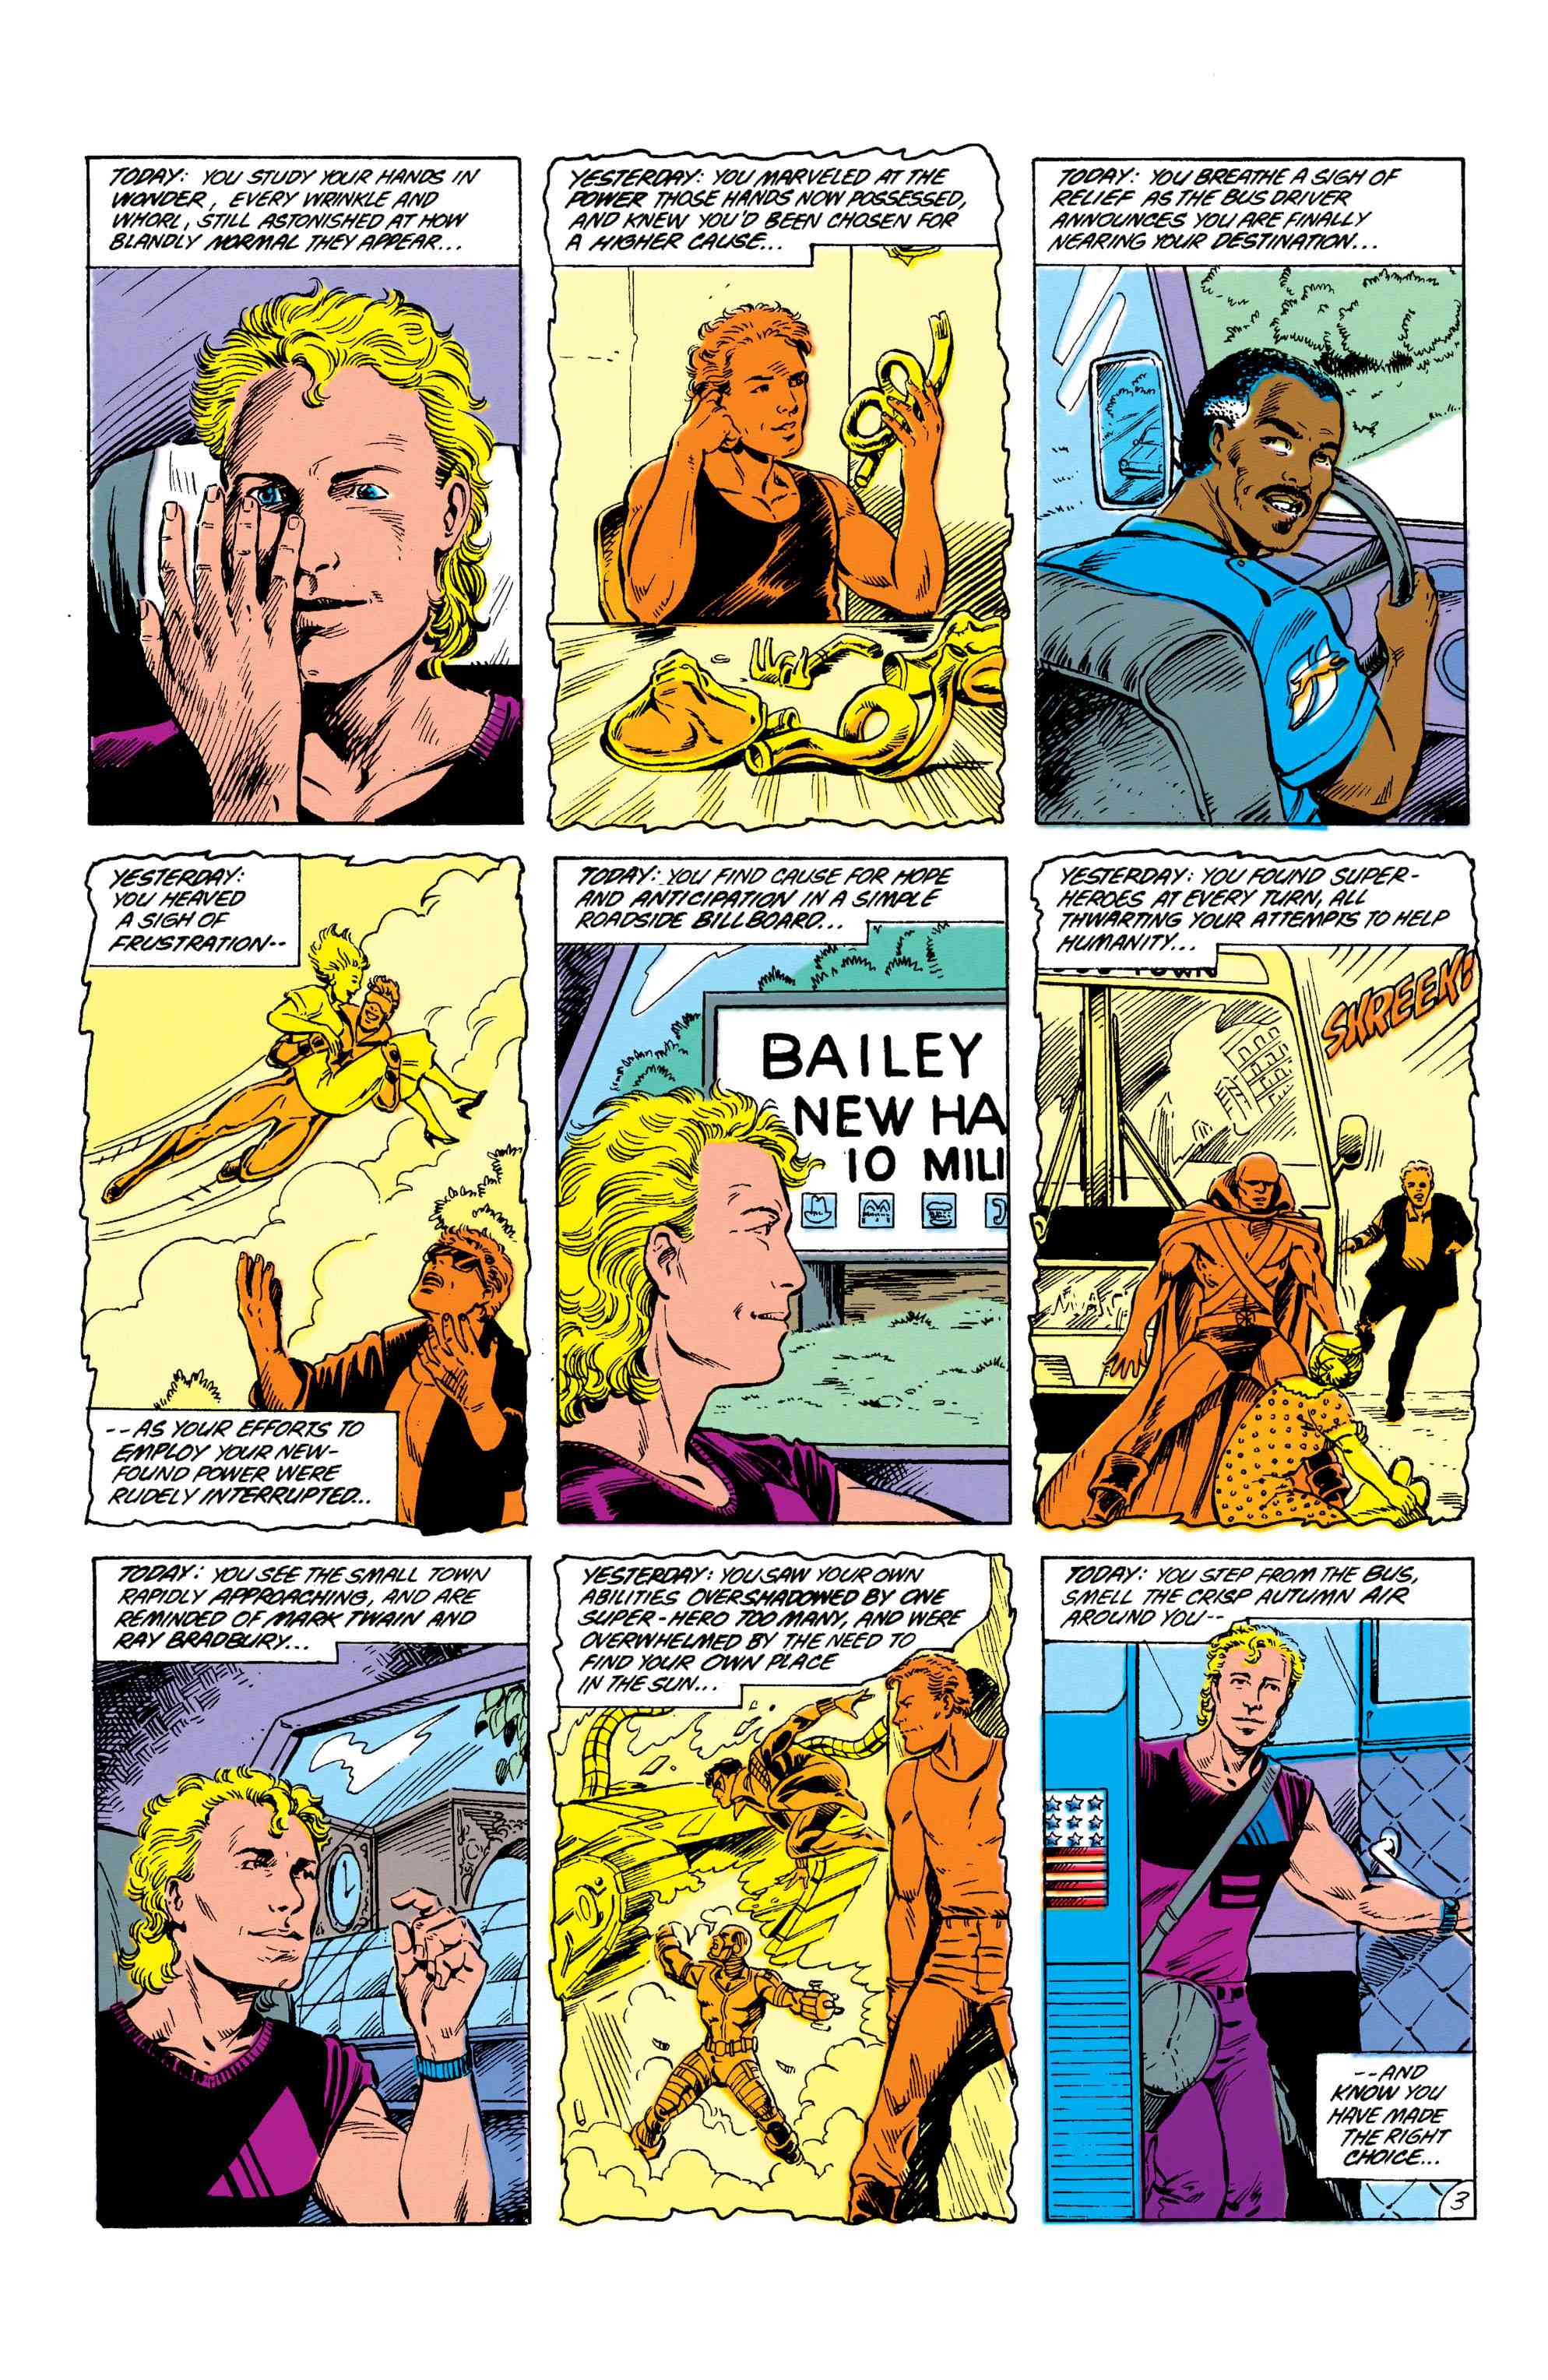 TODAY: YOU STUDY YOUR HANDS IN
WONDER, EVERY WRINKLE AND
WHORL, STILL ASTONISHED AT HOW
BLANDLY NORMAL THEY APPEAR...
YESTERDAY: YOU MARVELED AT THE
POWER THOSE HANDS NOW POSSESSED,
AND KNEW YOU'D BEEN CHOSEN FOR
A HIGHER CAUSE...
TODAY: YOU BREATHE A SIGH OF
RELIEF AS THE BUS DRIVER
ANNOUNCES YOU ARE FINALLY
NEARING YOUR DESTINATION...
YESTERDAY:
YOU HEAVED
A SIGH OF
FRUSTRATION--
--AS YOUR EFFORTS TO
EMPLOY YOUR NEW-
FOUND POWER WERE
RUDELY INTERRUPTED...
TODAY: YOU FIND CAUSE FOR HOPE
AND ANTICIPATION IN A SIMPLE
ROADSIDE BILLBOARD...
BAILEY
NEW HA
10 MILI
YESTERDAY: YOU FOUND SUPER-
HEROES AT EVERY TURN, ALL
THWARTING YOUR ATTEMPTS TO HELP
HUMANITY...
TOWN
SHREEK!
TODAY: YOU SEE THE SMALL TOWN
RAPIDLY APPROACHING, AND ARE
REMINDED OF MARK TWAIN AND
RAY BRADBURY...
YESTERDAY: YOU SAW YOUR OWN
ABILITIES OVERSHADOWED BY ONE
SUPER-HERO TOO MANY, AND WERE
OVERWHELMED BY THE NEED TO
FIND YOUR OWN PLACE
IN THE SUN...
TODAY: YOU STEP FROM THE BUS,
SMELL THE CRISP AUTUMN AIR
AROUND YOU--
--AND
KNOW YOU
HAVE MADE
THE RIGHT
CHOICE...
3